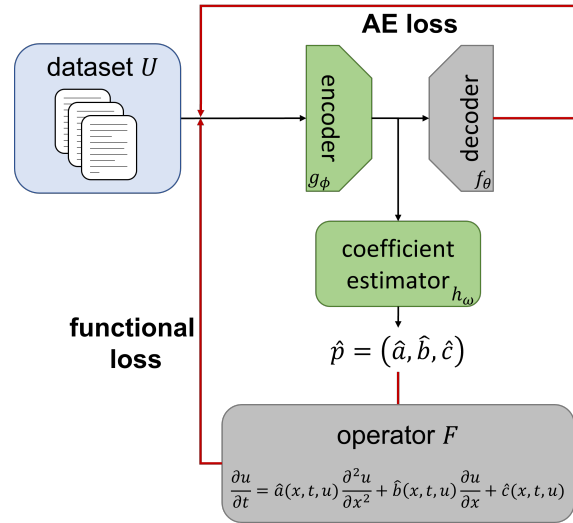 AE loss
dataset U
encoder
g_ϕ
decoder
f_θ
coefficient
estimator
h_ω
functional
loss
p̂ = (â, b̂, ĉ)
operator F
∂u/∂t = â(x, t, u) ∂²u/∂x² + b̂(x, t, u) ∂u/∂x + ĉ(x, t, u)